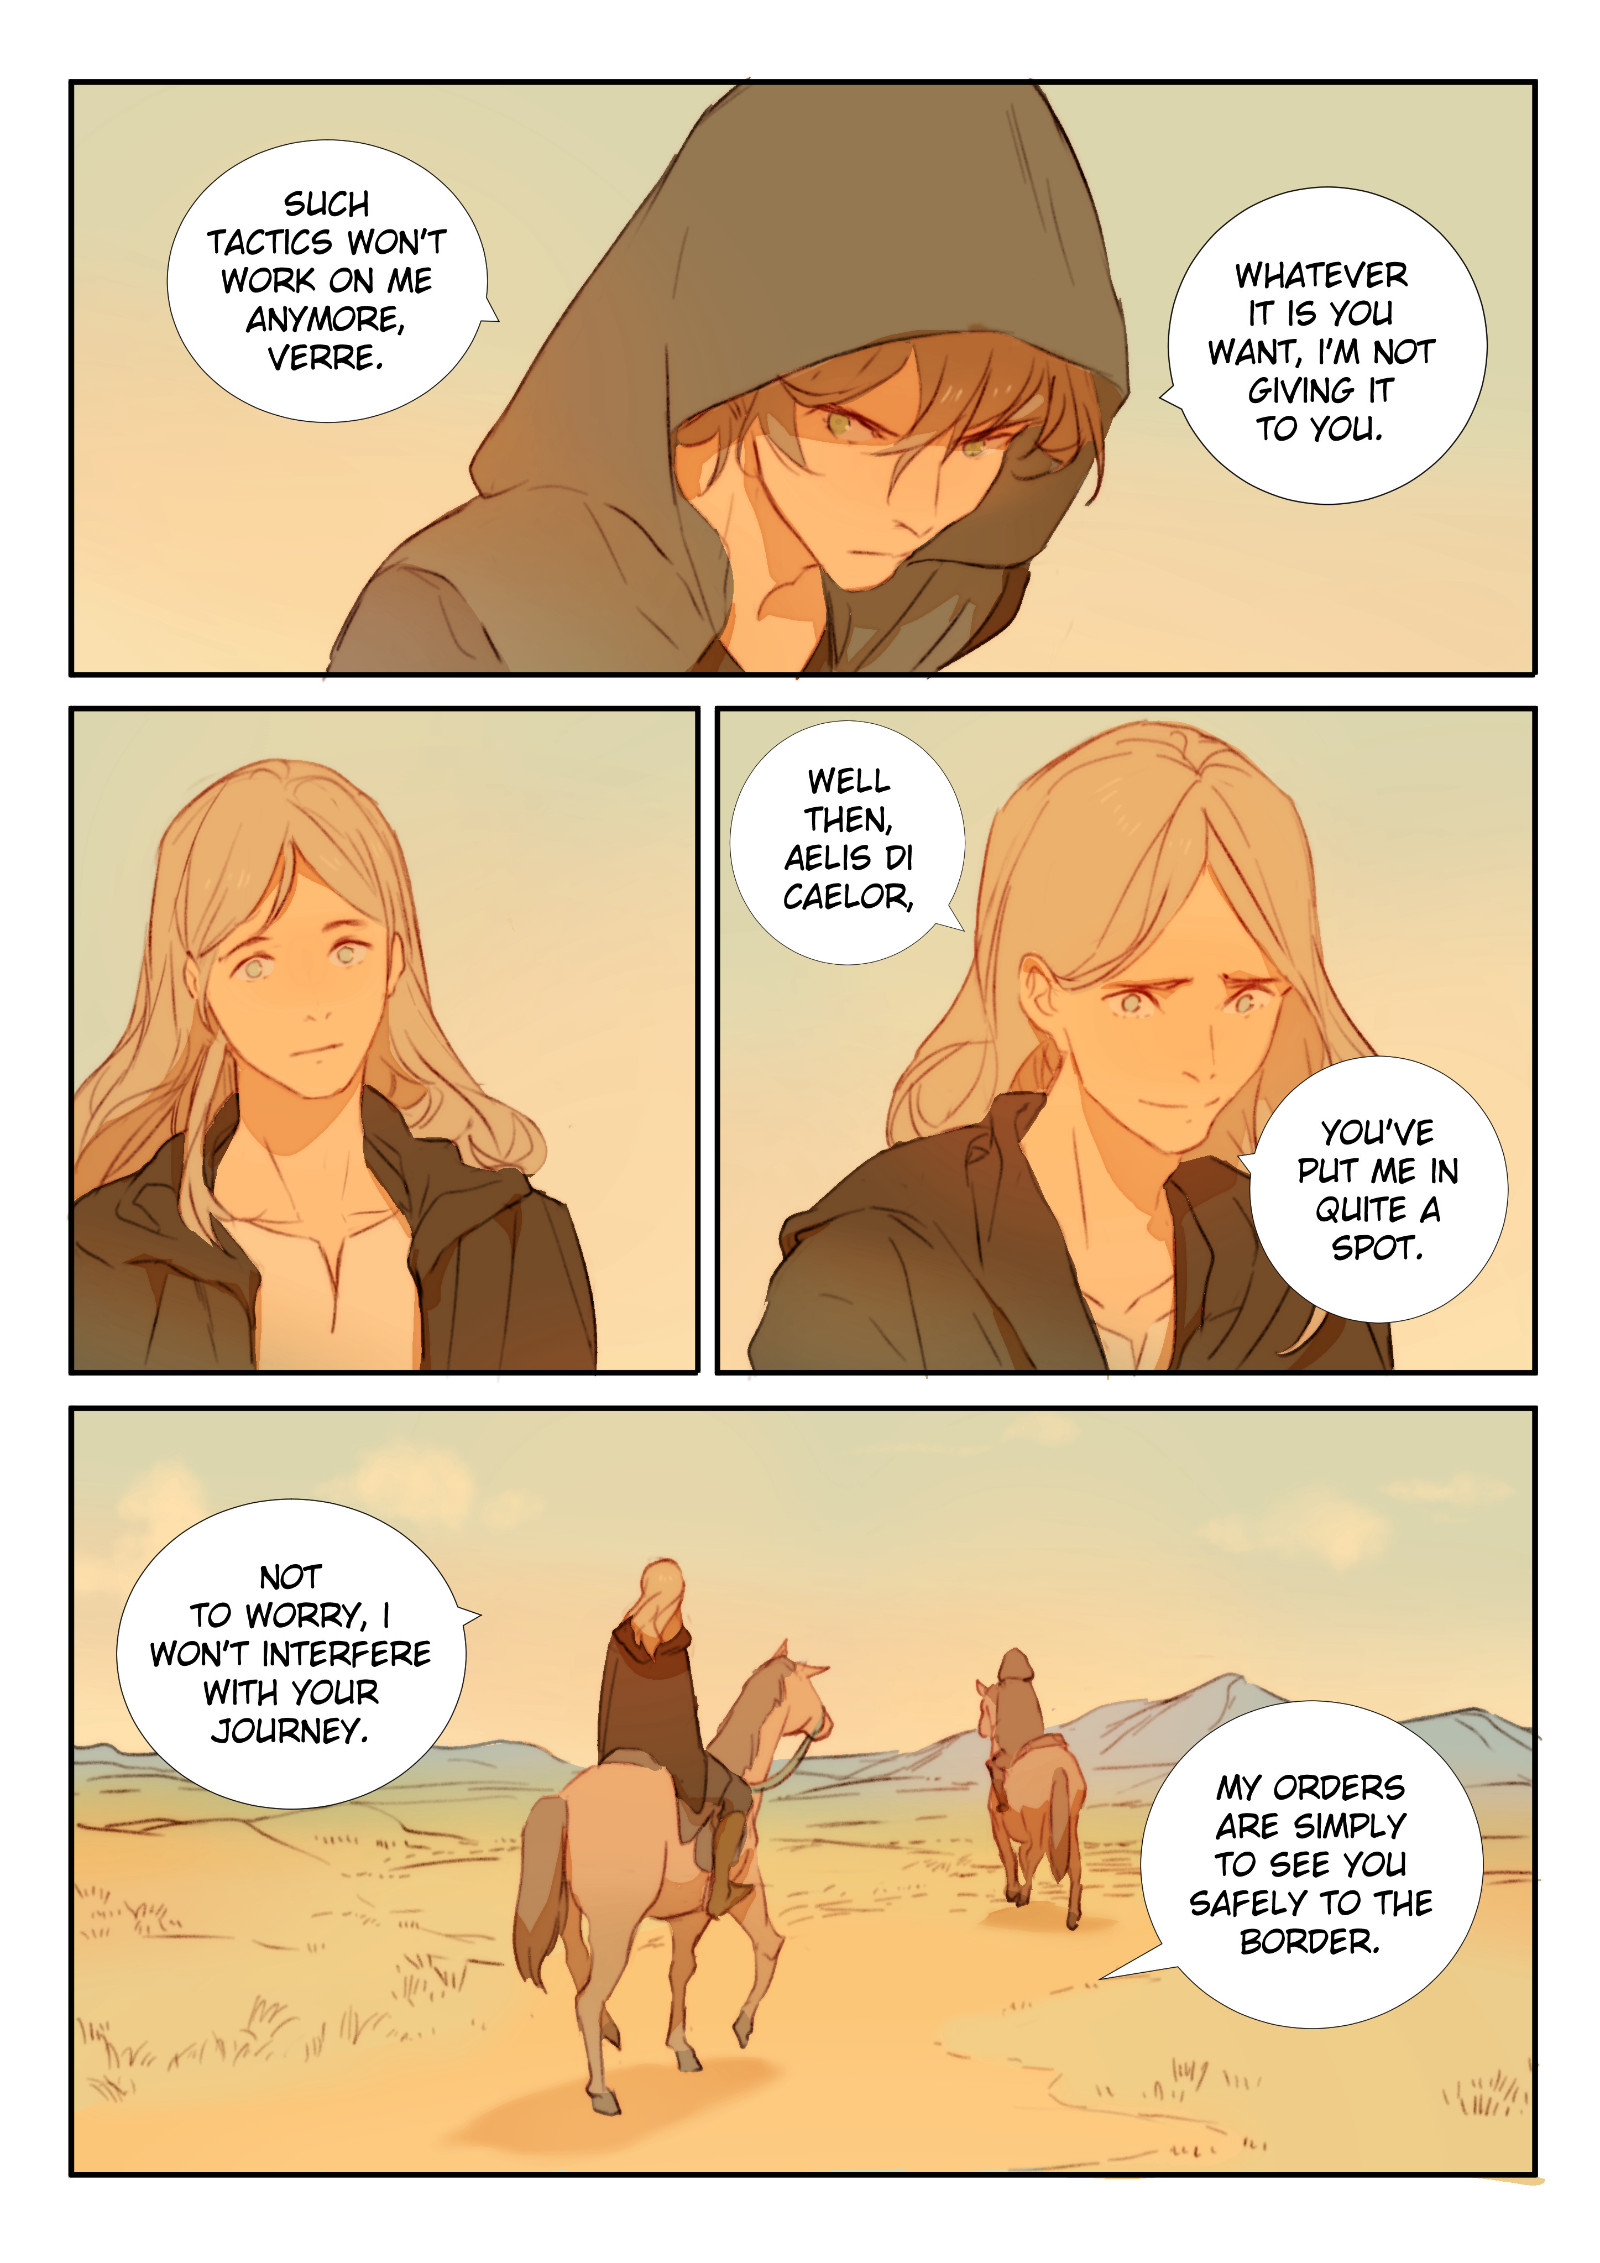 SUCH
TACTICS WON'T
WORK ON ME
ANYMORE,
VERRE.
WHATEVER
IT IS YOU
WANT, I'M NOT
GIVING IT
TO YOU.
WELL
THEN,
AELIS DI
CAELOR,
YOU'VE
PUT ME IN
QUITE A
SPOT.
NOT
TO WORRY, I
WON'T INTERFERE
WITH YOUR
JOURNEY.
MY ORDERS
ARE SIMPLY
TO SEE YOU
SAFELY TO THE
BORDER.